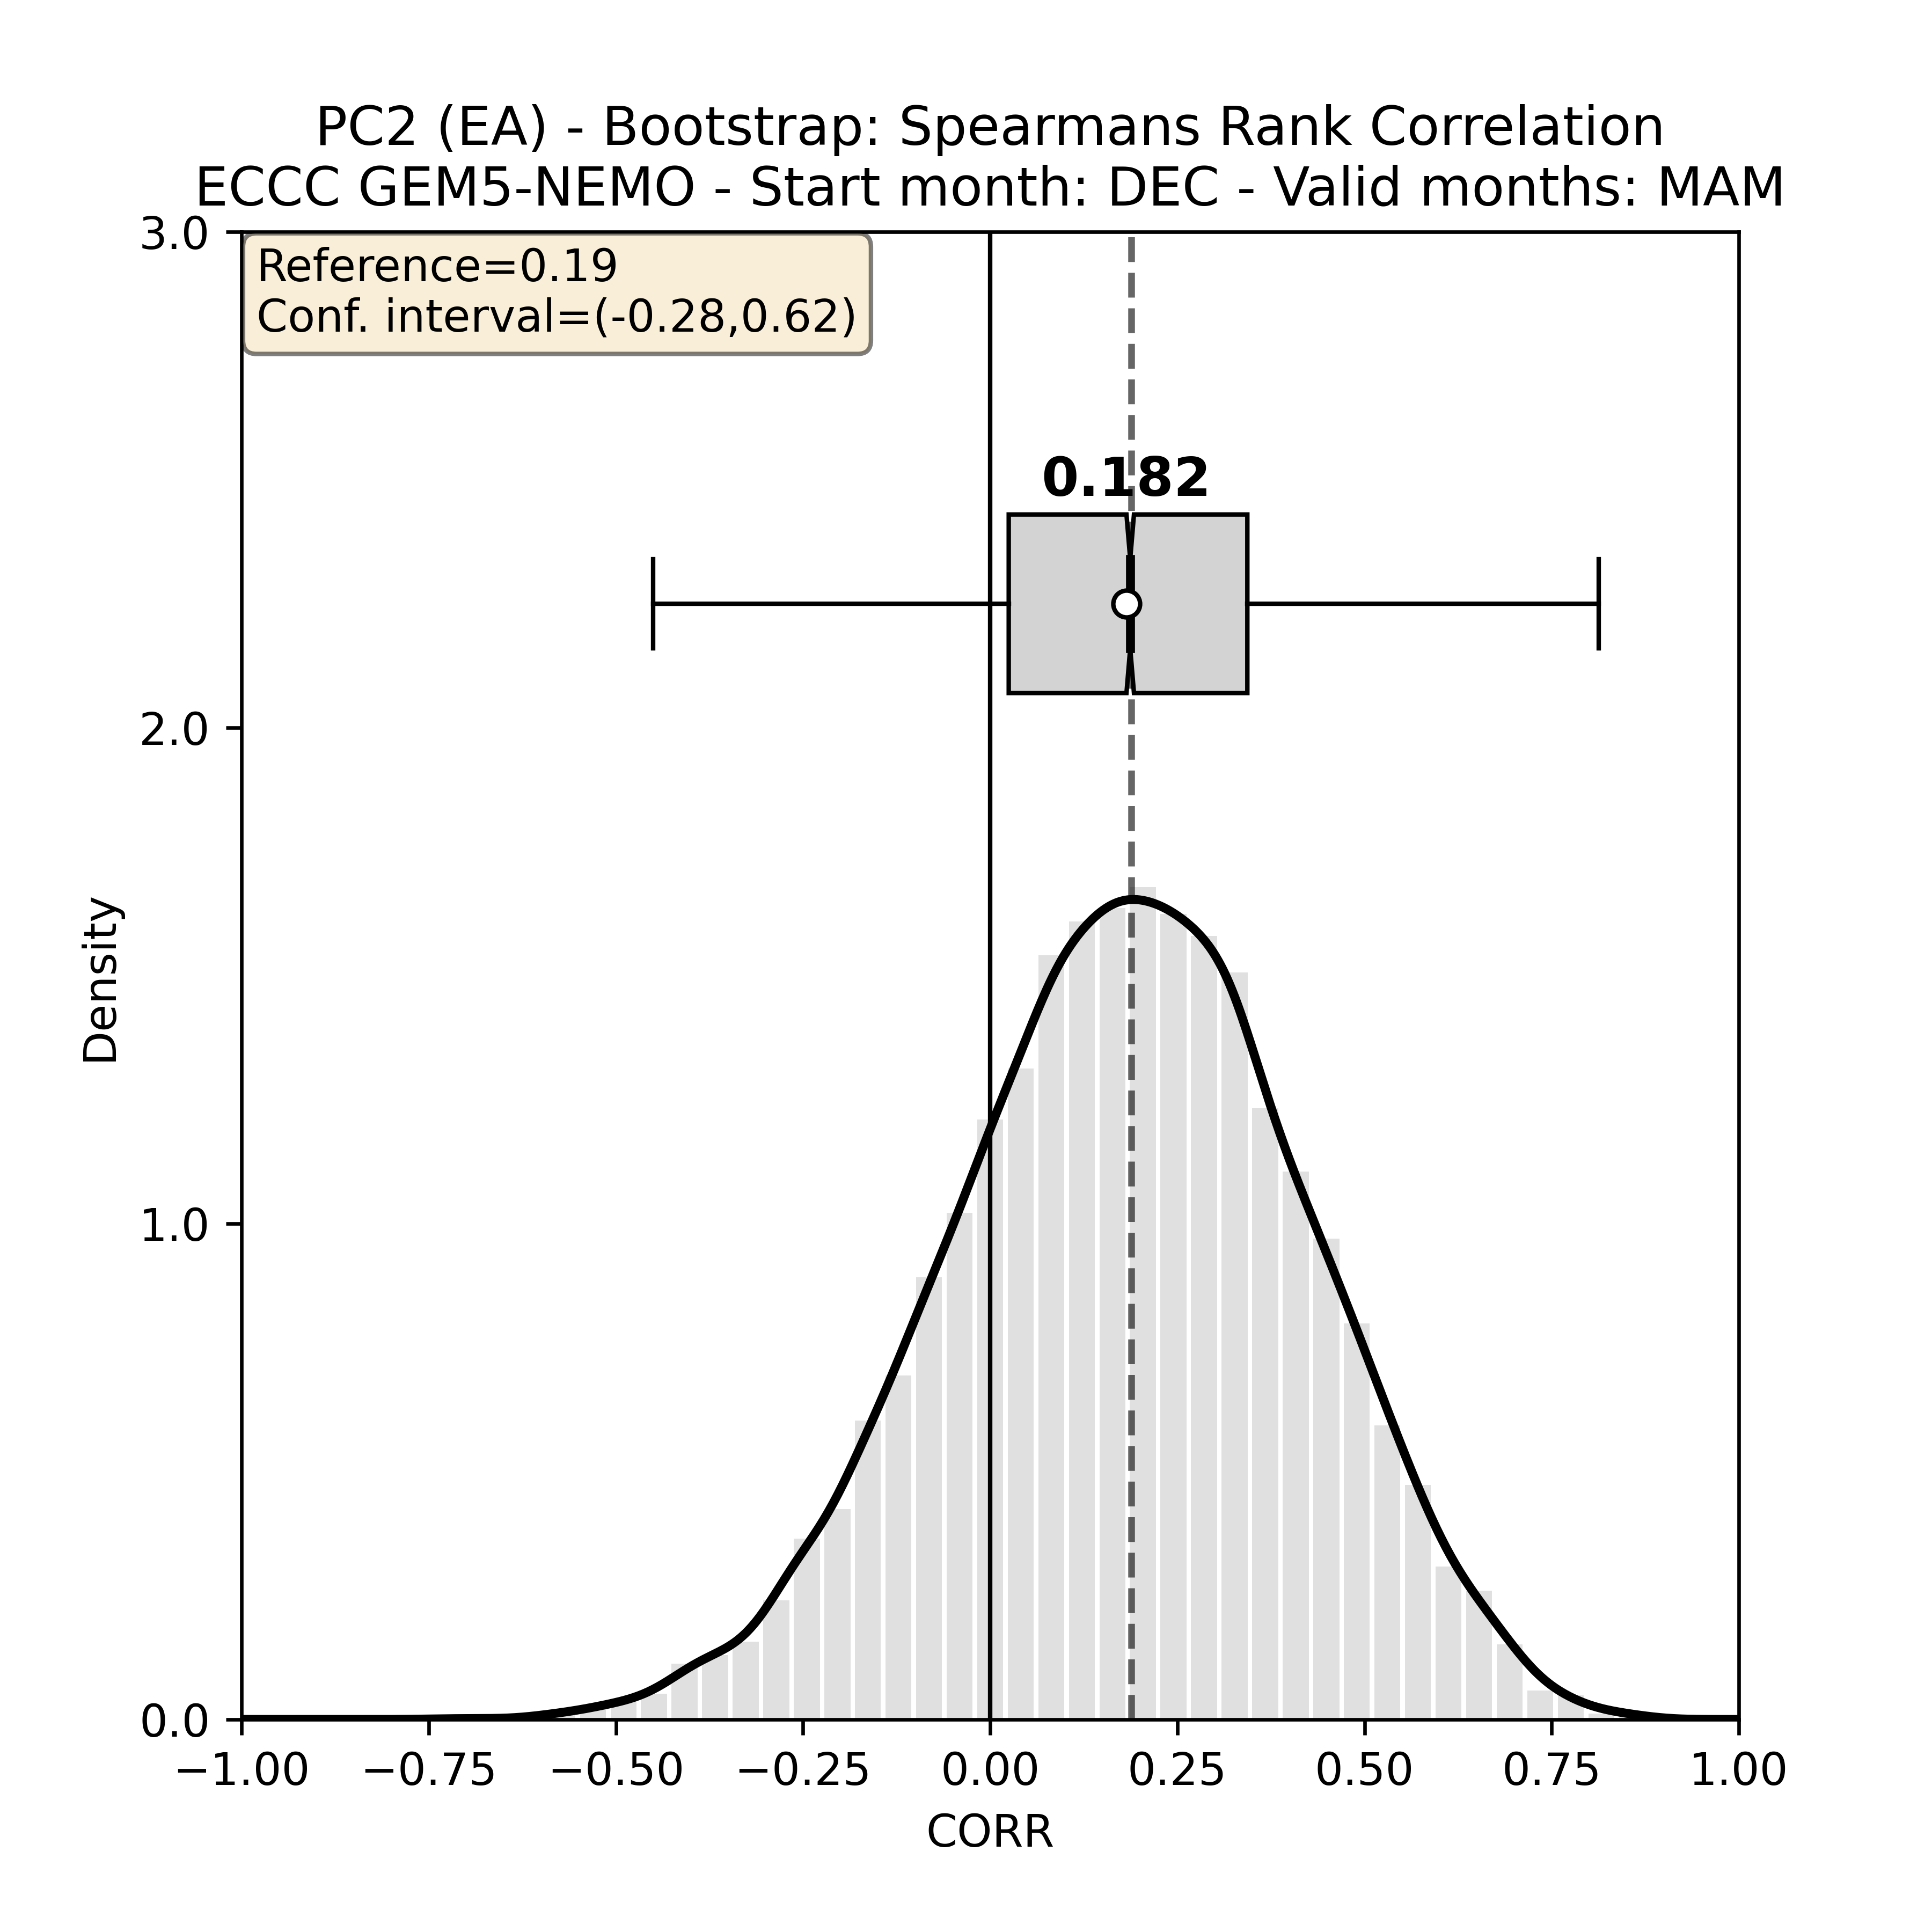 PC2 (EA) - Bootstrap: Spearmans Rank Correlation
ECCC GEM5-NEMO - Start month: DEC - Valid months: MAM
Reference=0.19
Conf. interval=(-0.28,0.62)
0.182
3.0
2.0
1.0
0.0
Density
−1.00 −0.75 −0.50 −0.25 0.00 0.25 0.50 0.75 1.00
CORR